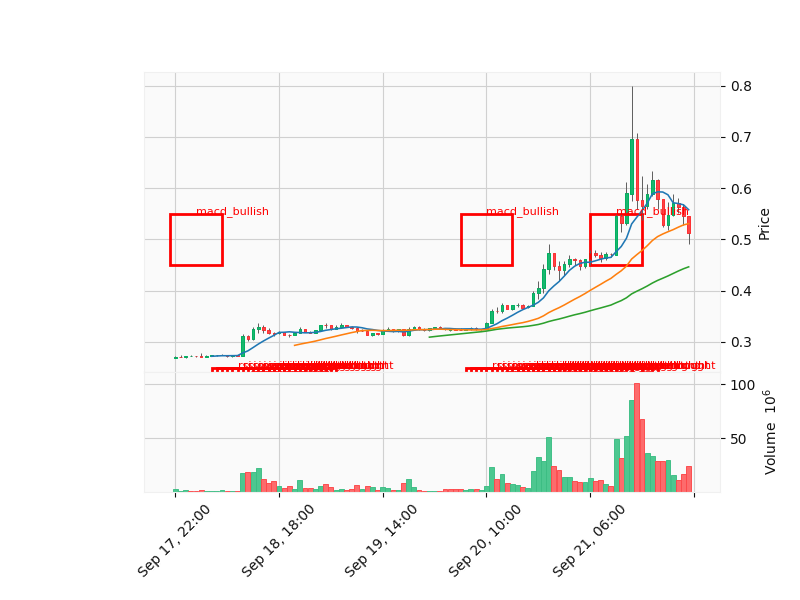 0.8
0.7
0.6
0.5
0.4
0.3
Price
macd_bullish
macd_bullish
macd_bullish
100
50
Volume 10^6
Sep 17, 22:00
Sep 18, 18:00
Sep 19, 14:00
Sep 20, 10:00
Sep 21, 06:00